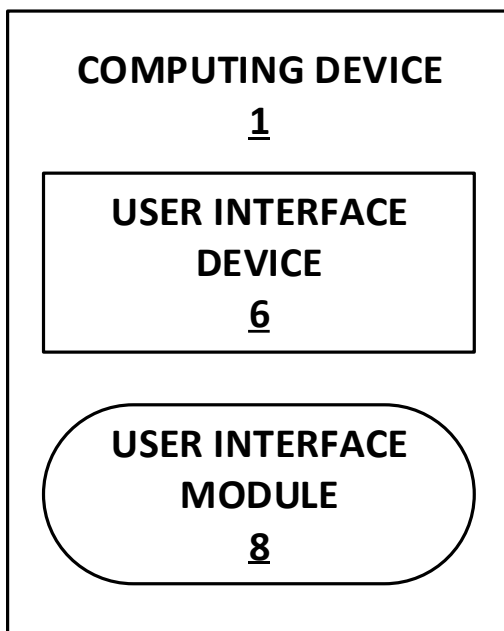 COMPUTING DEVICE
1
USER INTERFACE
DEVICE
6
USER INTERFACE
MODULE
8